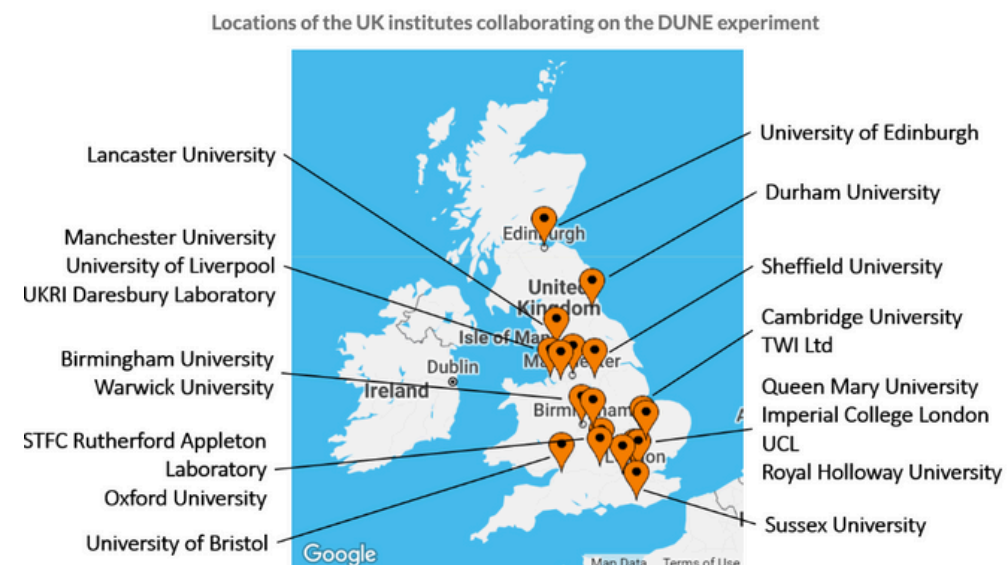 Locations of the UK institutes collaborating on the DUNE experiment
Lancaster University
Manchester University
University of Liverpool
UKRI Daresbury Laboratory
Birmingham University
Warwick University
STFC Rutherford Appleton
Laboratory
Oxford University
University of Bristol
University of Edinburgh
Durham University
Sheffield University
Cambridge University
TWI Ltd
Queen Mary University
Imperial College London
UCL
Royal Holloway University
Sussex University
Edinburgh
United
Kingdom
Isle of Man
Dublin
Ireland
Google
Map Data
Terms of Use